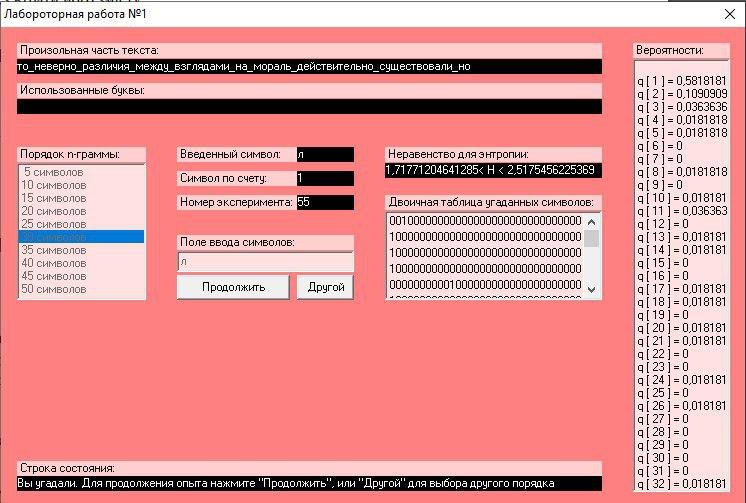 Лабороторная работа №1
Произольная часть текста:
то_неверно_различия_между_взглядами_на_мораль_действительно_существовали_но
Использованные буквы:
Порядок n-граммы:
5 символов
10 символов
15 символов
20 символов
25 символов
символов
35 символов
40 символов
45 символов
50 символов
Введенный символ: л
Символ по счету: 1
Номер эксперимента: 55
Поле ввода символов:
л
Продолжить
Другой
Неравенство для энтропии:
1,71771204641285< H < 2,5175456225369
Двоичная таблица угаданных символов:
Вероятности:
q [ 1 ] = 0,5818181
q [ 2 ] = 0,1090909
q [ 3 ] = 0,0363636
q [ 4 ] = 0,0181818
q [ 5 ] = 0,0181818
q [ 6 ] = 0
q [ 7 ] = 0
q [ 8 ] = 0,0181818
q [ 9 ] = 0
q [ 10 ] = 0,018181
q [ 11 ] = 0,036363
q [ 12 ] = 0
q [ 13 ] = 0,018181
q [ 14 ] = 0,018181
q [ 15 ] = 0
q [ 16 ] = 0
q [ 17 ] = 0,018181
q [ 18 ] = 0,018181
q [ 19 ] = 0
q [ 20 ] = 0,018181
q [ 21 ] = 0,018181
q [ 22 ] = 0
q [ 23 ] = 0
q [ 24 ] = 0,018181
q [ 25 ] = 0
q [ 26 ] = 0,018181
q [ 27 ] = 0
q [ 28 ] = 0
q [ 29 ] = 0
q [ 30 ] = 0
q [ 31 ] = 0
q [ 32 ] = 0,018181
Строка состояния:
Вы угадали. Для продолжения опыта нажмите "Продолжить", или "Другой" для выбора другого порядка